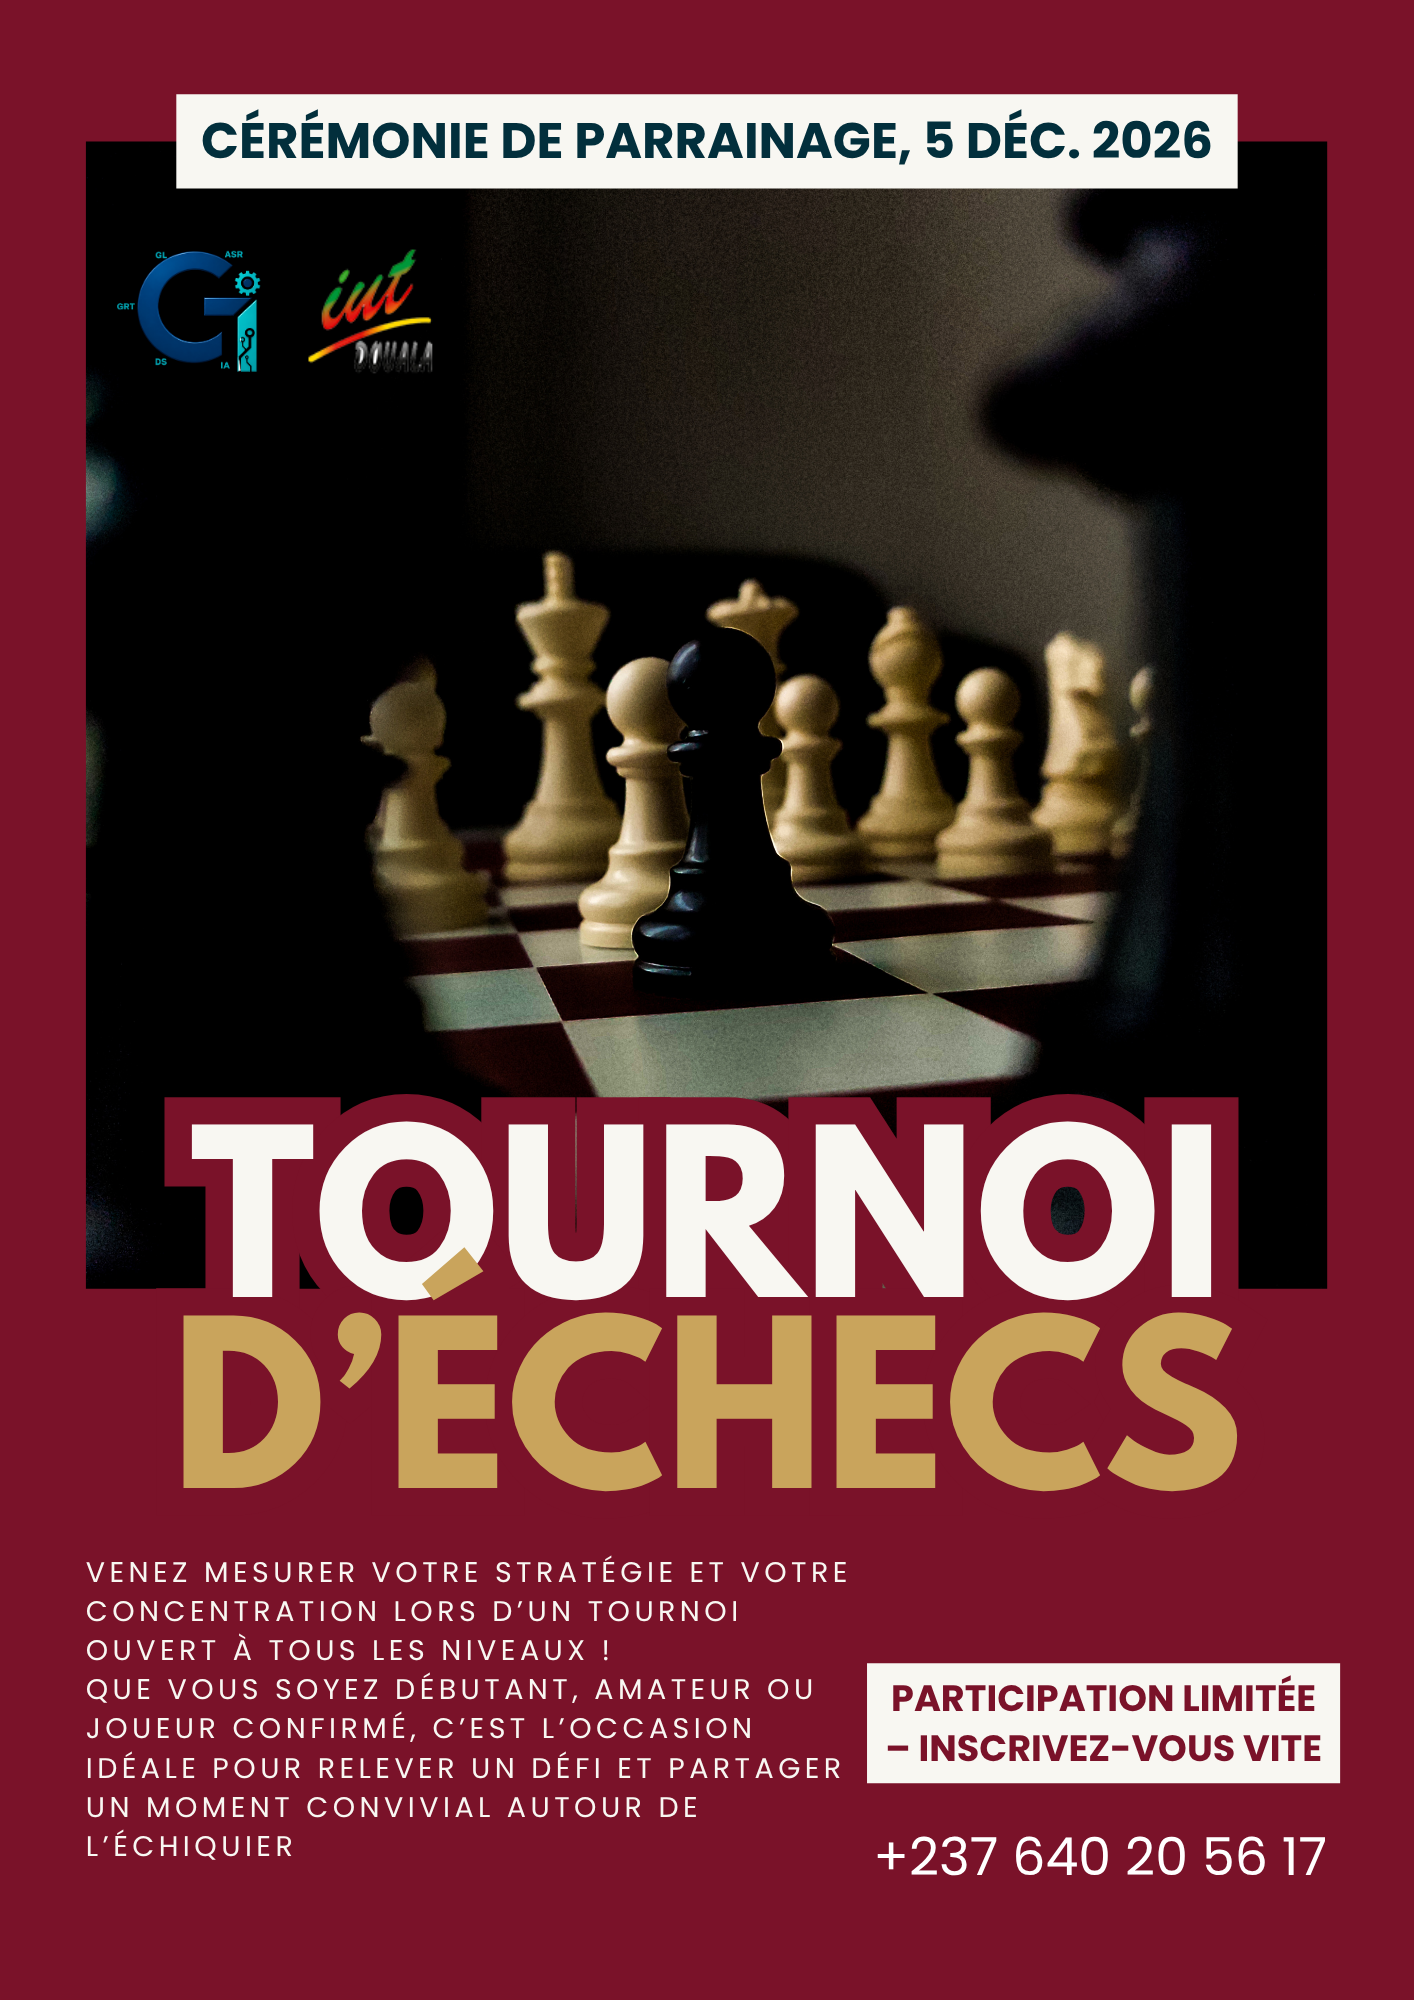 CÉRÉMONIE DE PARRAINAGE, 5 DÉC. 2026
GL
ASR
GRT
Gi
DS
IA
iut
DOUALA
TOURNOI
D’ÉCHECS
VENEZ MESURER VOTRE STRATÉGIE ET VOTRE
CONCENTRATION LORS D’UN TOURNOI
OUVERT À TOUS LES NIVEAUX !
QUE VOUS SOYEZ DÉBUTANT, AMATEUR OU
JOUEUR CONFIRMÉ, C’EST L’OCCASION
IDÉALE POUR RELEVER UN DÉFI ET PARTAGER
UN MOMENT CONVIVIAL AUTOUR DE
L’ÉCHIQUIER
PARTICIPATION LIMITÉE
– INSCRIVEZ-VOUS VITE
+237 640 20 56 17